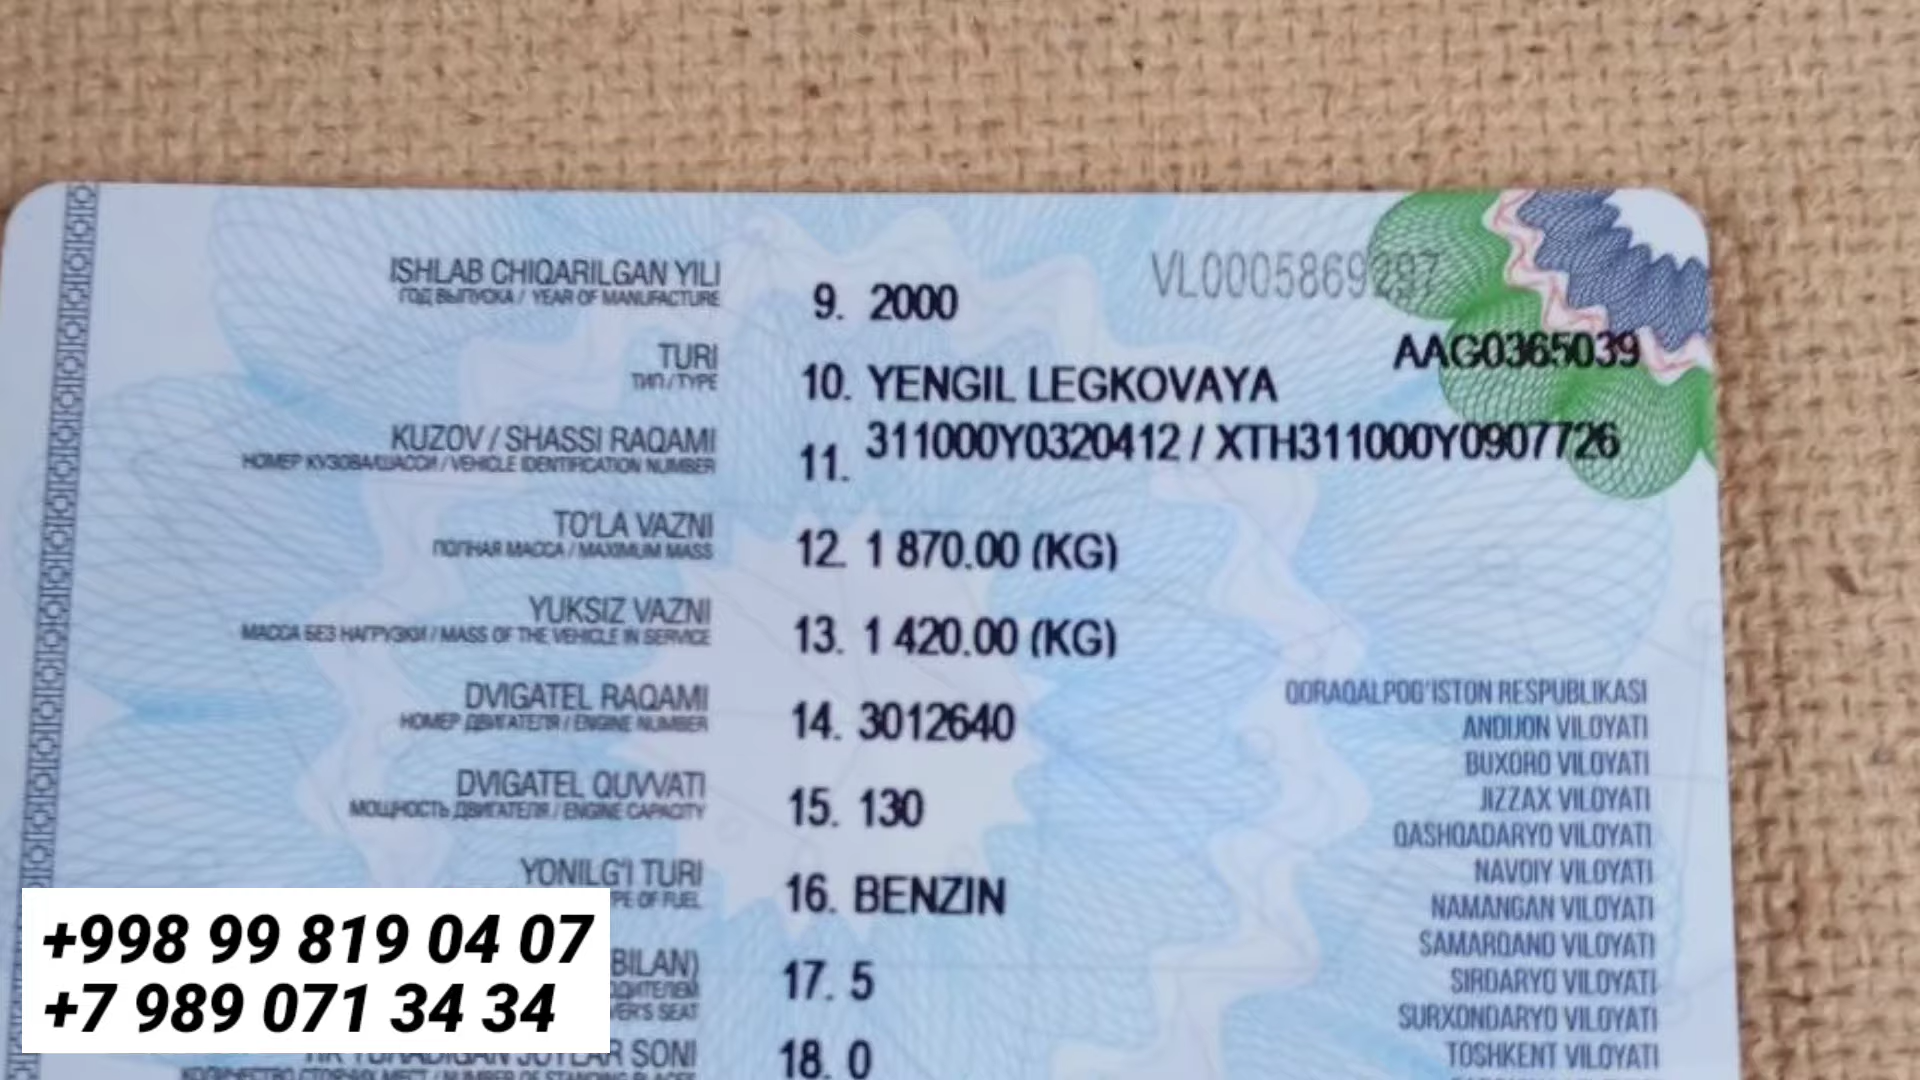 VL0005869297
ISHLAB CHIQARILGAN YILI
ГОД ВЫПУСКА / YEAR OF MANUFACTURE
9. 2000
AAG0365039
TURI
ТИП / TYPE
10. YENGIL LEGKOVAYA
KUZOV / SHASSI RAQAMI
НОМЕР КУЗОВА/ШАССИ / VEHICLE IDENTIFICATION NUMBER
11. 311000Y0320412 / XTH311000Y0907726
TO'LA VAZNI
ПОЛНАЯ МАССА / MAXIMUM MASS
12. 1 870.00 (KG)
YUKSIZ VAZNI
МАССА БЕЗ НАГРУЗКИ / MASS OF THE VEHICLE IN SERVICE
13. 1 420.00 (KG)
DVIGATEL RAQAMI
НОМЕР ДВИГАТЕЛЯ / ENGINE NUMBER
14. 3012640
DVIGATEL QUVVATI
МОЩНОСТЬ ДВИГАТЕЛЯ / ENGINE CAPACITY
15. 130
YONILG'I TURI
OF FUEL
16. BENZIN
BILAN)
SEAT
17. 5
SONI
18. 0
QORAQALPOG'ISTON RESPUBLIKASI
ANDIJON VILOYATI
BUXORO VILOYATI
JIZZAX VILOYATI
QASHQADARYO VILOYATI
NAVOIY VILOYATI
NAMANGAN VILOYATI
SAMARQAND VILOYATI
SIRDARYO VILOYATI
SURXONDARYO VILOYATI
TOSHKENT VILOYATI
+998 99 819 04 07
+7 989 071 34 34